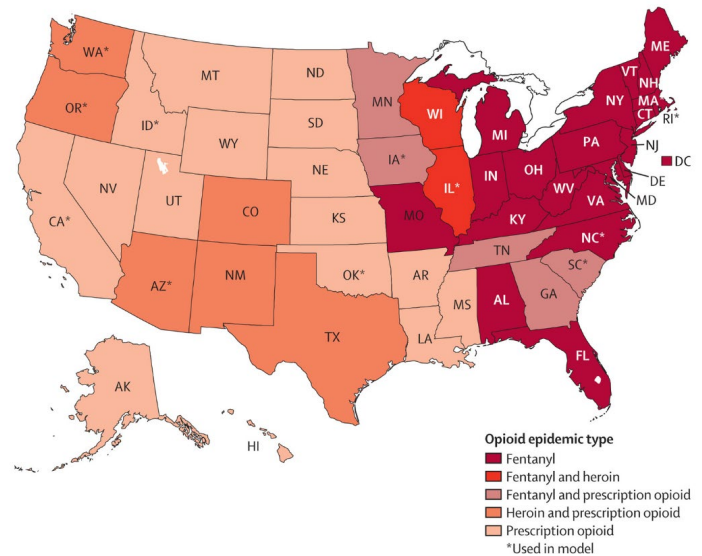 WA*
OR*
CA*
NV
ID*
MT
WY
UT
AZ*
CO
NM
ND
SD
NE
KS
OK*
TX
MN
IA*
MO
AR
LA
WI
IL*
MS
MI
IN
OH
KY
TN
AL
GA
FL
SC*
NC*
VA
WV
PA
NY
VT
NH
ME
MA
CT
RI*
NJ
DC
DE
MD
AK
HI
Opioid epidemic type
Fentanyl
Fentanyl and heroin
Fentanyl and prescription opioid
Heroin and prescription opioid
Prescription opioid
*Used in model